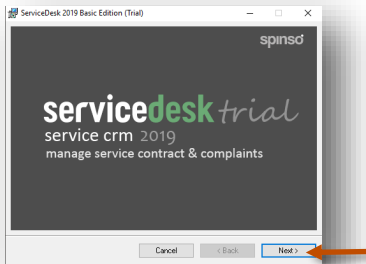 ServiceDesk 2019 Basic Edition (Trial)
spinso
servicedesk trial
service crm 2019
manage service contract & complaints
Cancel
< Back
Next >